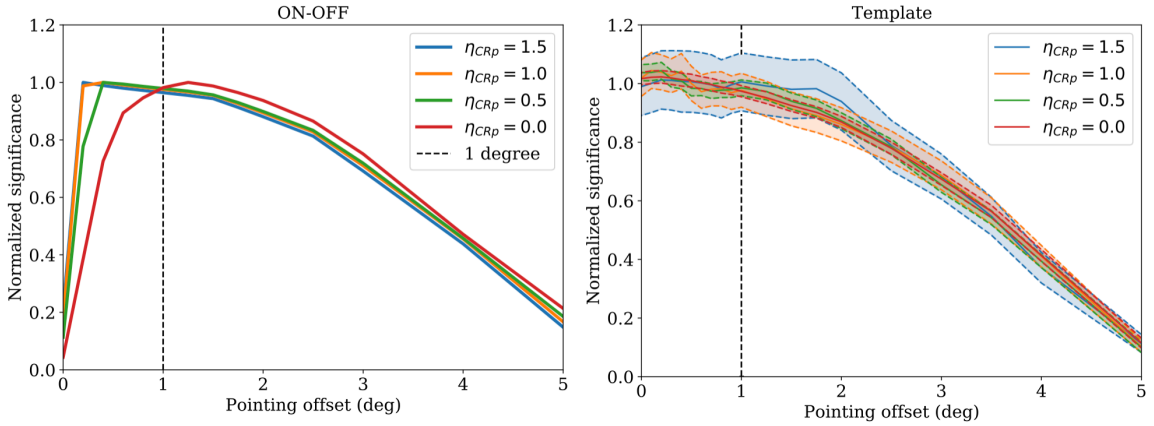 ON-OFF
1.2
1.0
0.8
0.6
0.4
0.2
0.0
Normalized significance
η_CRp = 1.5
η_CRp = 1.0
η_CRp = 0.5
η_CRp = 0.0
1 degree
0 1 2 3 4 5
Pointing offset (deg)
Template
1.2
1.0
0.8
0.6
0.4
0.2
0.0
Normalized significance
η_CRp = 1.5
η_CRp = 1.0
η_CRp = 0.5
η_CRp = 0.0
0 1 2 3 4 5
Pointing offset (deg)